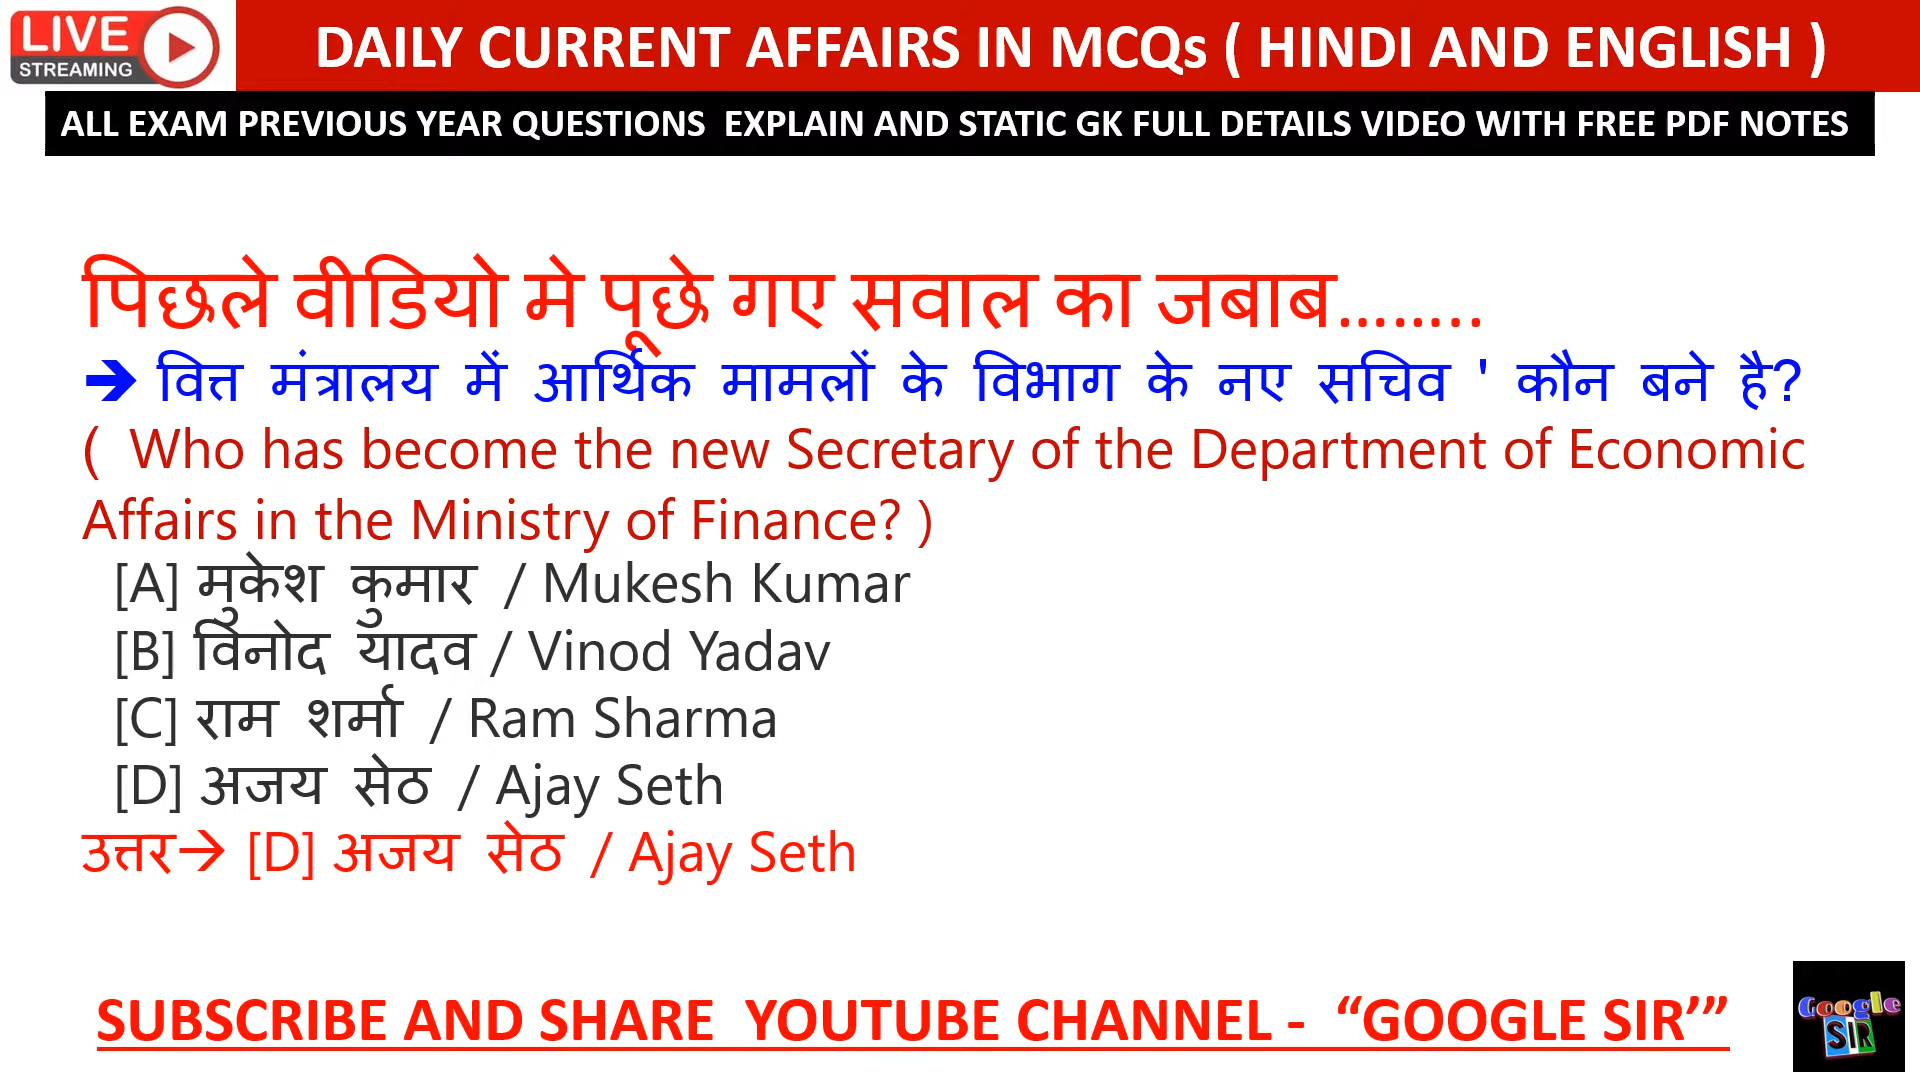 LIVE
STREAMING
DAILY CURRENT AFFAIRS IN MCQs ( HINDI AND ENGLISH )
ALL EXAM PREVIOUS YEAR QUESTIONS EXPLAIN AND STATIC GK FULL DETAILS VIDEO WITH FREE PDF NOTES
पिछले वीडियो मे पूछे गए सवाल का जबाब........
➔ वित्त मंत्रालय में आर्थिक मामलों के विभाग के नए सचिव ' कौन बने है?
( Who has become the new Secretary of the Department of Economic
Affairs in the Ministry of Finance? )
[A] मुकेश कुमार / Mukesh Kumar
[B] विनोद यादव / Vinod Yadav
[C] राम शर्मा / Ram Sharma
[D] अजय सेठ / Ajay Seth
उत्तर→ [D] अजय सेठ / Ajay Seth
SUBSCRIBE AND SHARE YOUTUBE CHANNEL - “GOOGLE SIR’”
Google
SIR